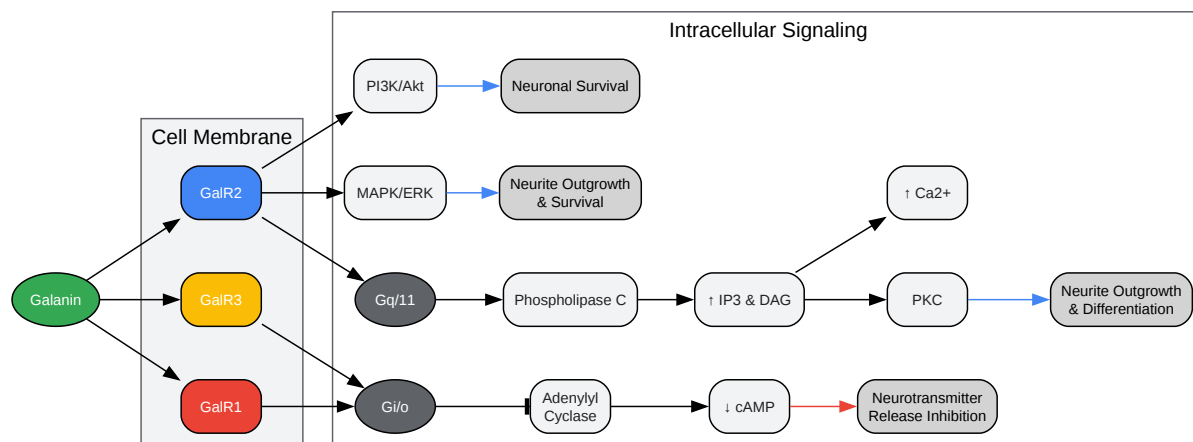 Intracellular Signaling
PI3K/Akt
Neuronal Survival
Cell Membrane
GalR2
MAPK/ERK
Neurite Outgrowth
& Survival
↑ Ca2+
Galanin
GalR3
Gq/11
Phospholipase C
↑ IP3 & DAG
PKC
Neurite Outgrowth
& Differentiation
GalR1
Gi/o
Adenylyl
Cyclase
↓ cAMP
Neurotransmitter
Release Inhibition